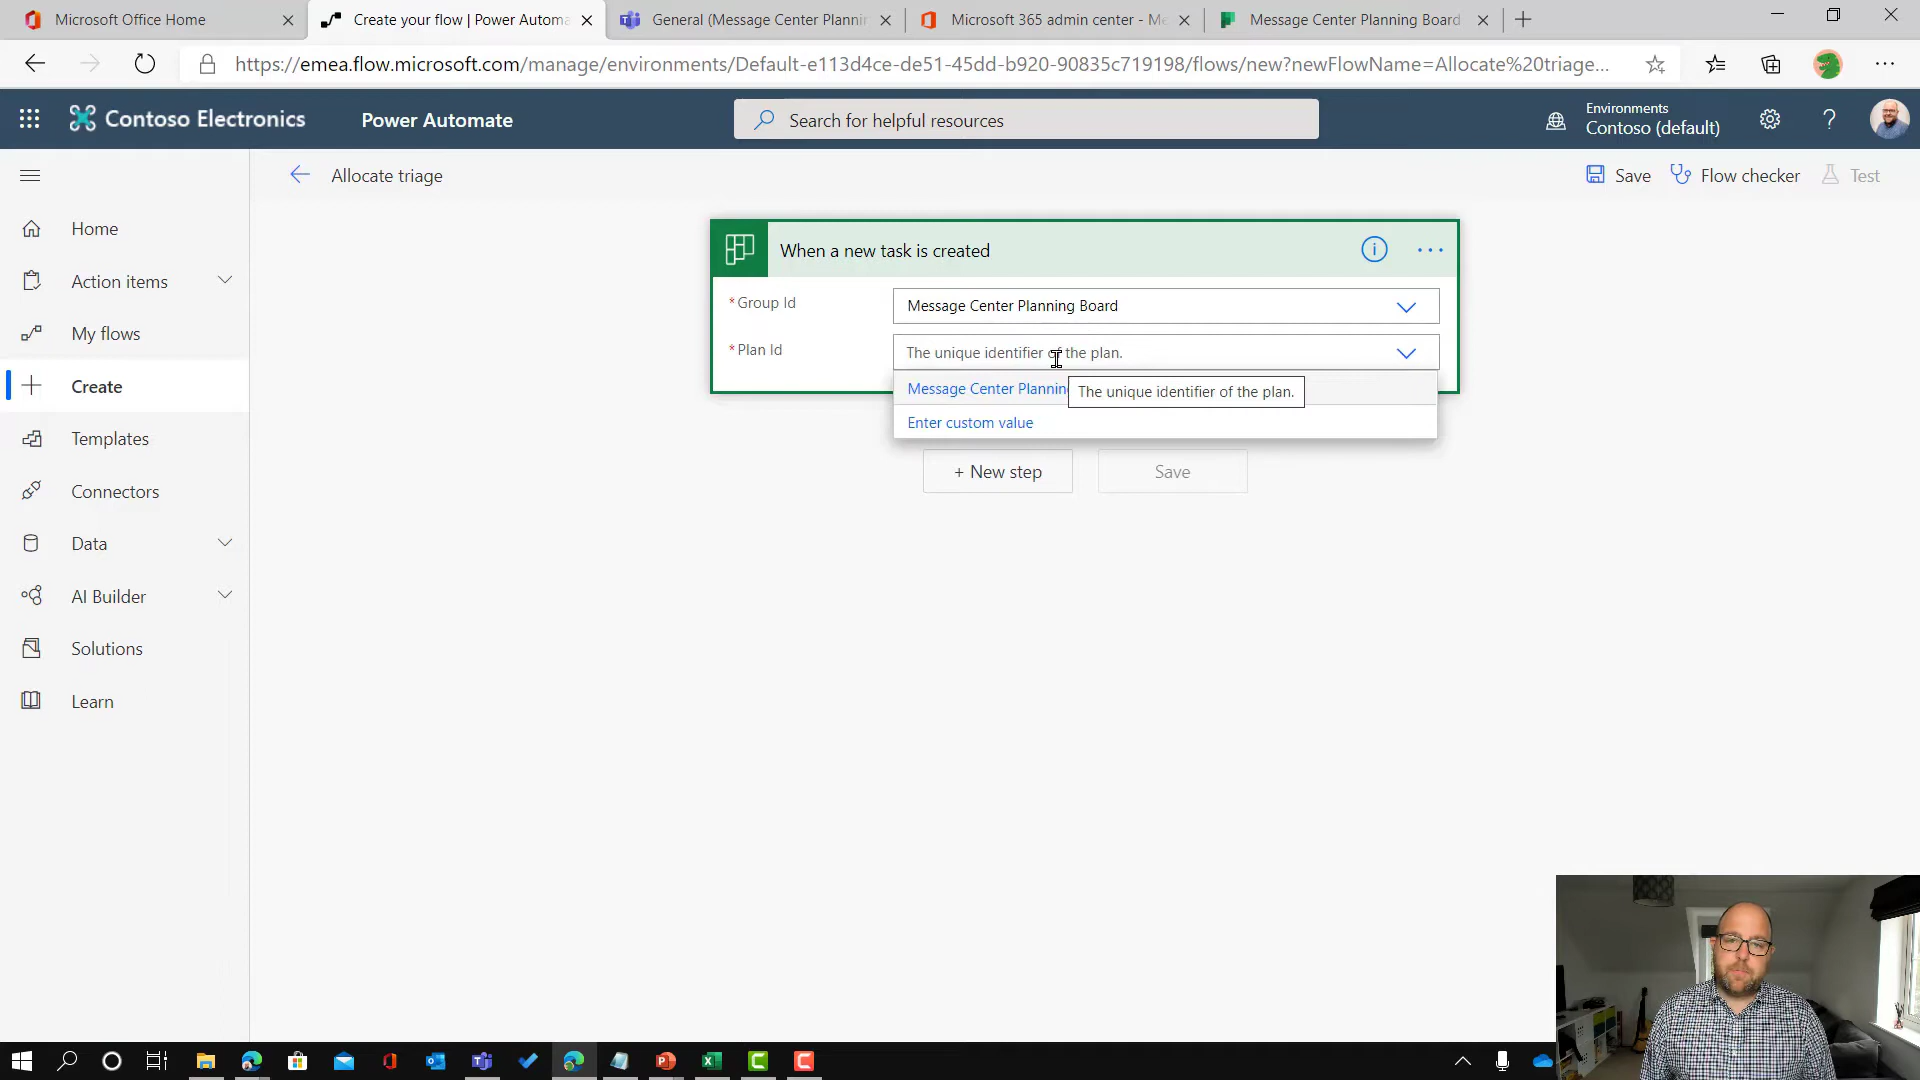 Microsoft Office Home
Create your flow | Power Automa
General (Message Center Plannin
Microsoft 365 admin center - Me
Message Center Planning Board
https://emea.flow.microsoft.com/manage/environments/Default-e113d4ce-de51-45dd-b920-90835c719198/flows/new?newFlowName=Allocate%20triage...
Contoso Electronics
Power Automate
Search for helpful resources
Environments
Contoso (default)
Allocate triage
Save
Flow checker
Test
Home
Action items
My flows
Create
Templates
Connectors
Data
AI Builder
Solutions
Learn
When a new task is created
* Group Id
Message Center Planning Board
* Plan Id
The unique identifier of the plan.
Message Center Plannin
The unique identifier of the plan.
Enter custom value
+ New step
Save